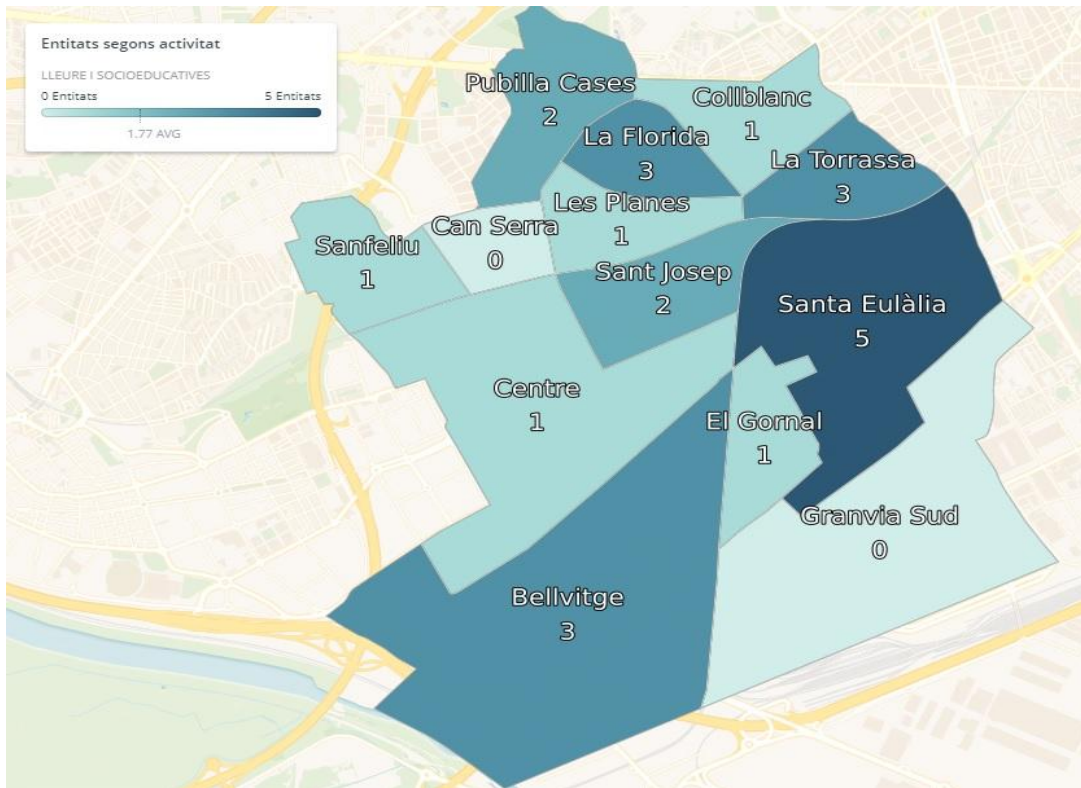 Entitats segons activitat
LLEURE I SOCIOEDUCATIVES
0 Entitats 5 Entitats
1.77 AVG
Pubilla Cases
2
Collblanc
1
La Florida
3
La Torrassa
3
Les Planes
1
Can Serra
0
Sanfeliu
1
Sant Josep
2
Santa Eulàlia
5
Centre
1
El Gornal
1
Granvia Sud
0
Bellvitge
3